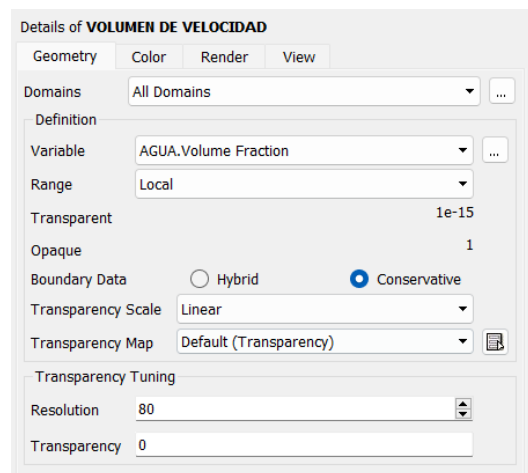 Details of VOLUMEN DE VELOCIDAD
Geometry Color Render View
Domains All Domains ...
Definition
Variable AGUA.Volume Fraction ...
Range Local
Transparent 1e-15
Opaque 1
Boundary Data Hybrid Conservative
Transparency Scale Linear
Transparency Map Default (Transparency)
Transparency Tuning
Resolution 80
Transparency 0